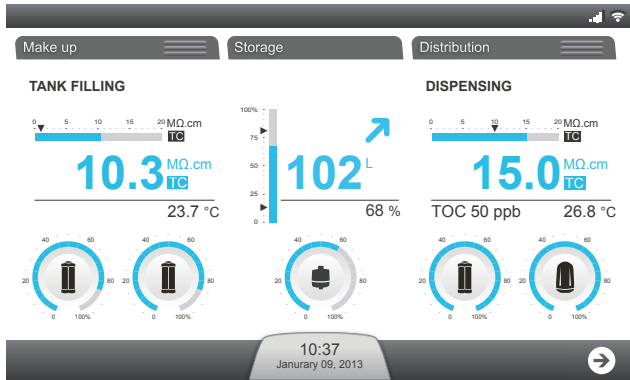 Make up
Storage
Distribution
TANK FILLING
0 5 10 15 20 MΩ.cm
TC
10.3 MΩ.cm
TC
23.7 °C
20 40 60 80 0 100%
20 40 60 80 0 100%
100%
75
50
25
0
102 L
68 %
20 40 60 80 0 100%
DISPENSING
0 5 10 15 20 MΩ.cm
TC
15.0 MΩ.cm
TC
TOC 50 ppb 26.8 °C
20 40 60 80 0 100%
20 40 60 80 0 100%
10:37
Janurary 09, 2013